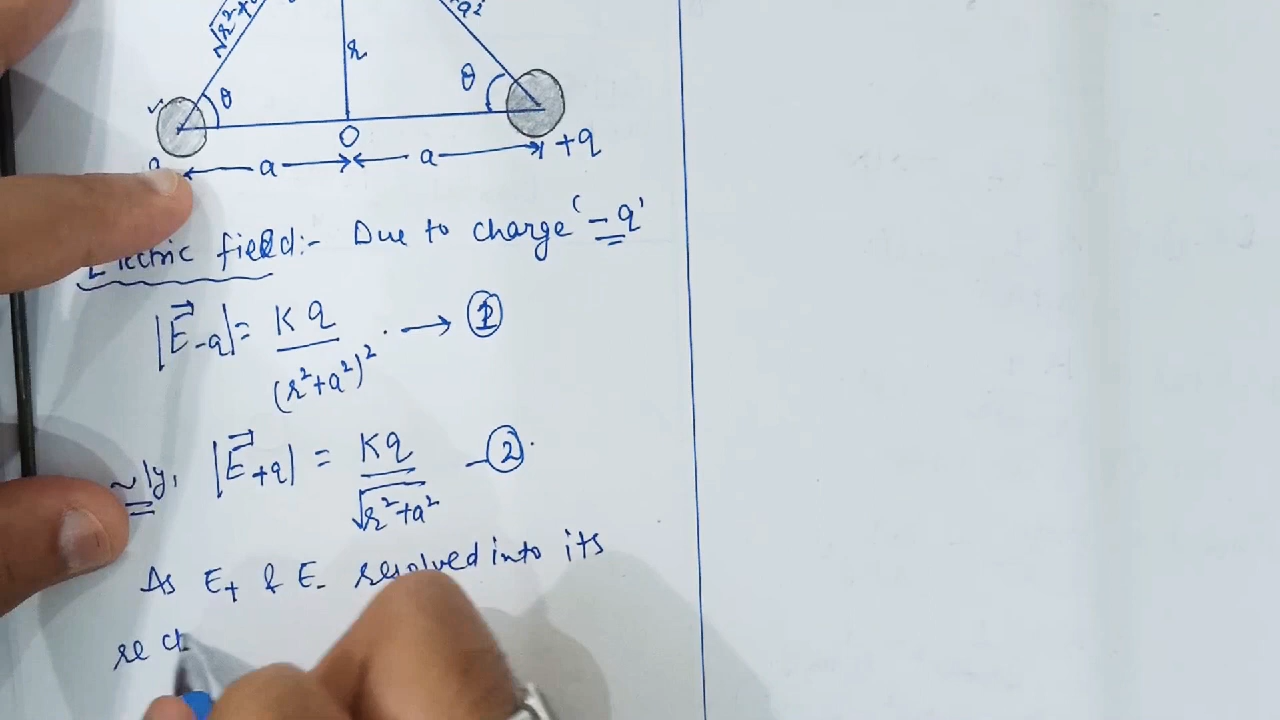 θ r θ
O
a a +q
Electric field:- Due to charge '-q'
|E⃗-q| = Kq / (r²+a²)² → ①
~ly, |E⃗+q| = Kq / √r²+a² - ②.
As E+ & E- resolved into its
rect